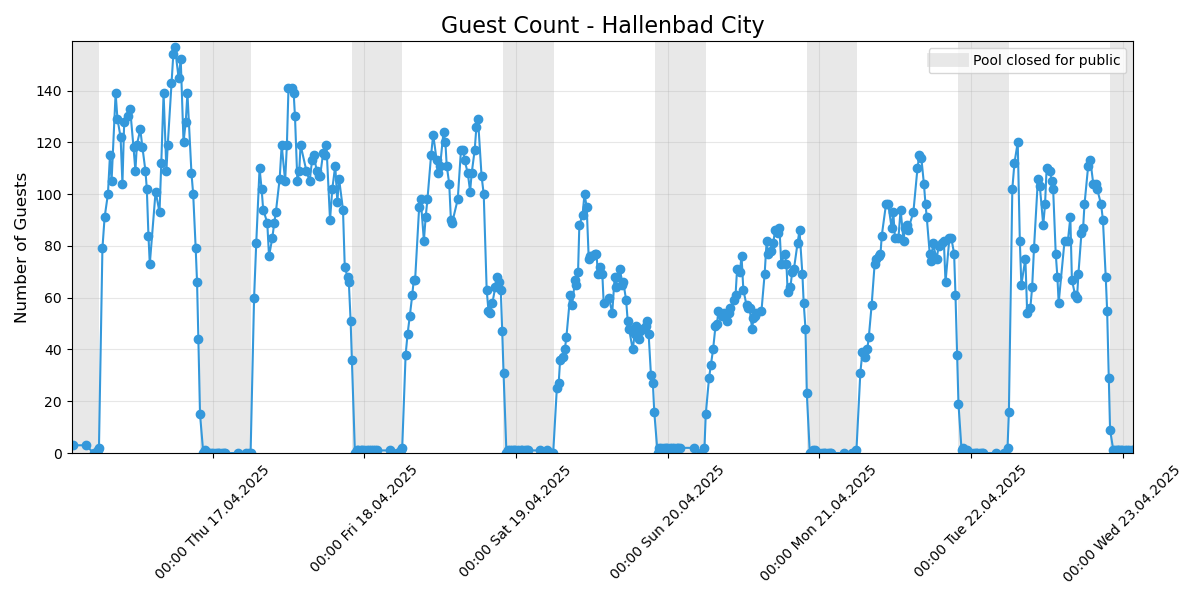 Guest Count - Hallenbad City
Pool closed for public
Number of Guests
140
120
100
80
60
40
20
0
00:00 Thu 17.04.2025
00:00 Fri 18.04.2025
00:00 Sat 19.04.2025
00:00 Sun 20.04.2025
00:00 Mon 21.04.2025
00:00 Tue 22.04.2025
00:00 Wed 23.04.2025